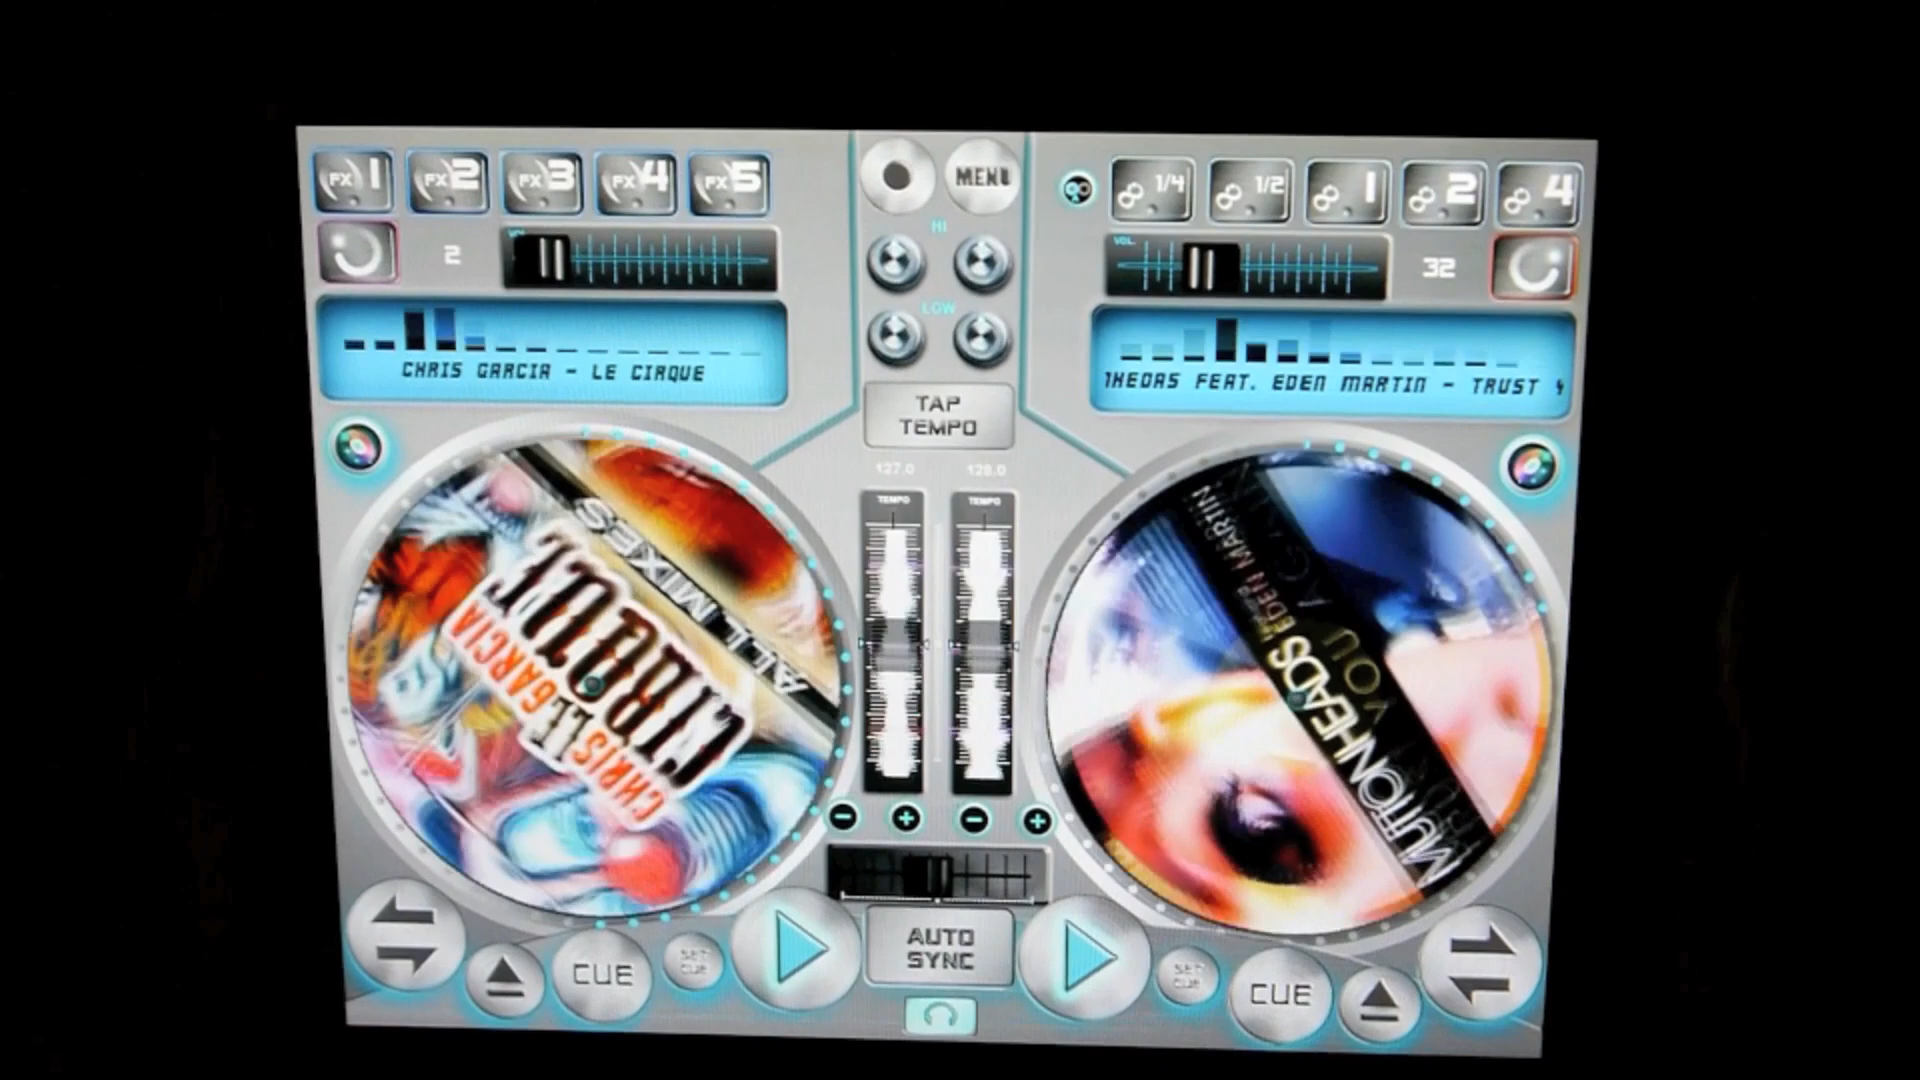 FX 1
FX 2
FX 3
FX 4
FX 5
MENU
1/4
1/2
1
2
4
2
VOL.
HI
VOL.
32
LOW
CHRIS GARCIA - LE CIRQUE
FEAT. EDEN MARTIN - TRUST
TAP
TEMPO
127.0
128.0
TEMPO
TEMPO
ALL MIXES
CIRQUE
CHRIS LE GARCIA
EDEN MARTIN
MUTTONHEADS
YOU
AGAIN
AUTO
SYNC
CUE
SET
CUE
SET
CUE
CUE